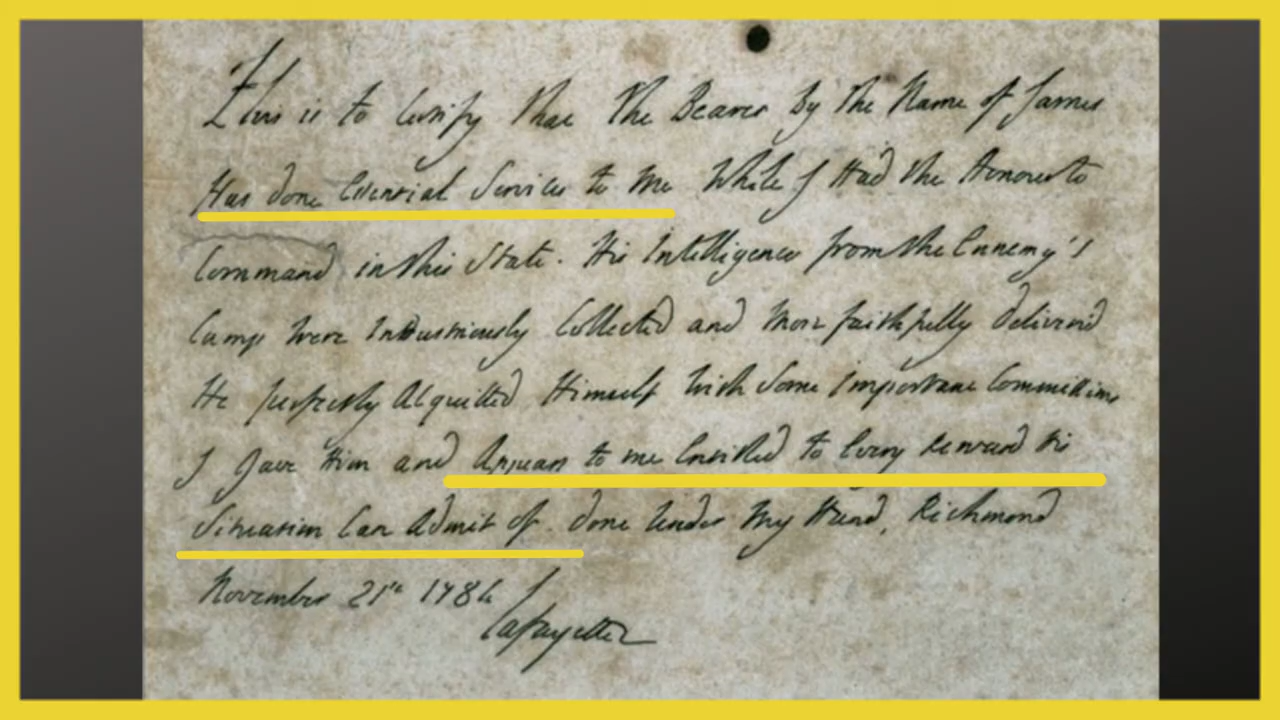 This is to Certify that the Bearer By the Name of James
Has done Essential Services to Me While I Had the Honour to
Command in this State. His Intelligence from the Ennemy's
Camp were Industriously Collected and More faithfully deliver'd
He perfectly Acquitted Himself with Some Important Commissions
I Gave Him and Appears to me Entitled to Every Reward his
Situation Can Admit of. Done Under My Hand, Richmond
November 21st 1784
Lafayette